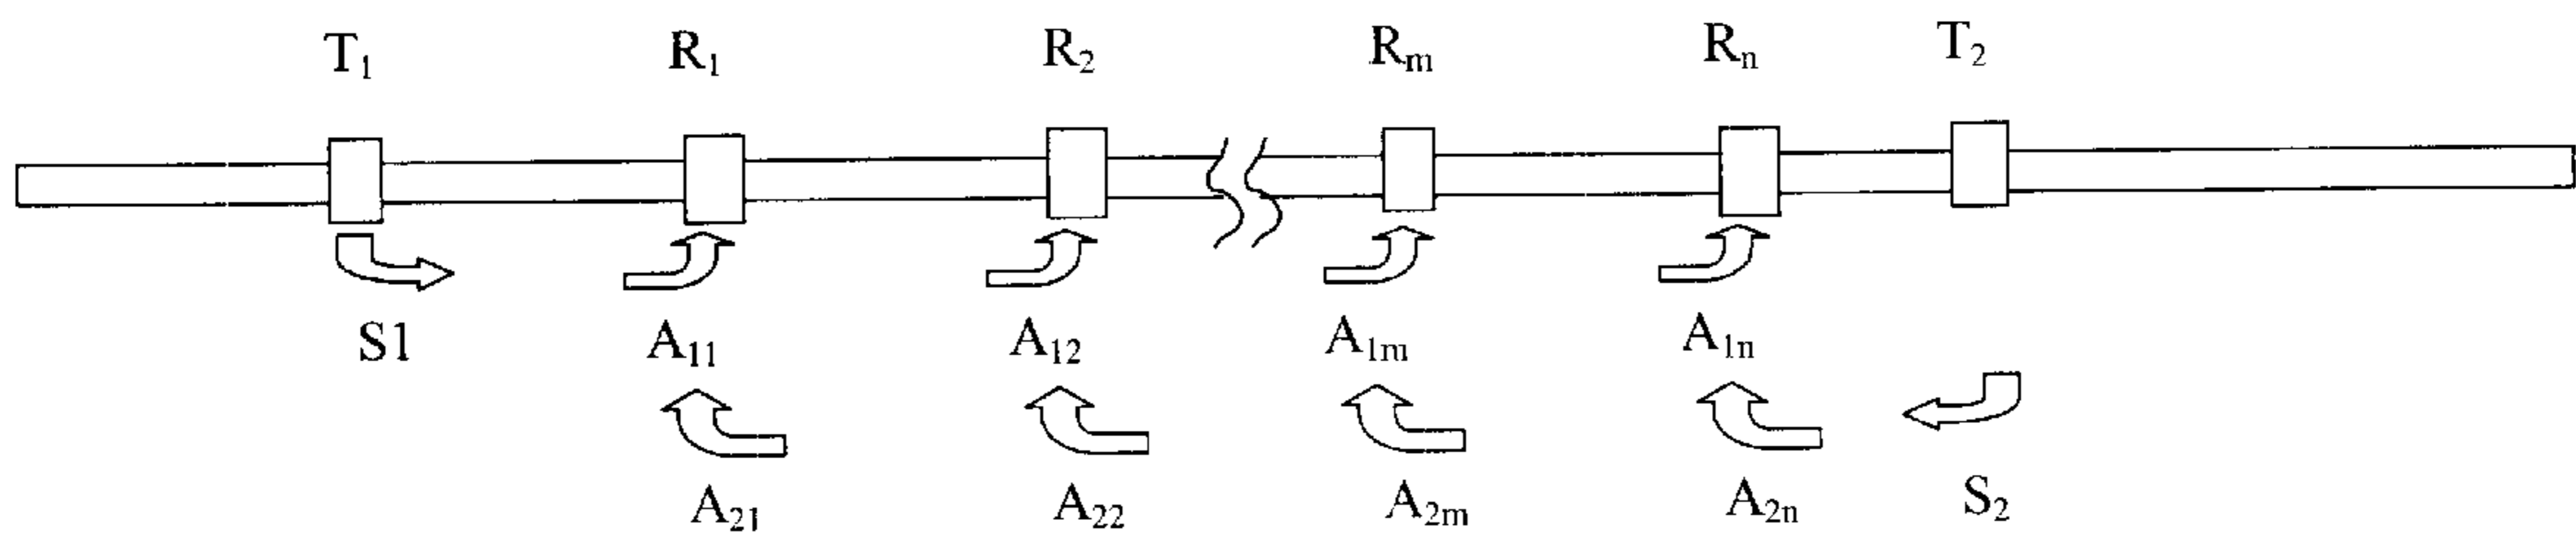 T₁ R₁ R₂ Rₘ Rₙ T₂
S1 A₁₁ A₁₂ A₁ₘ A₁ₙ
A₂₁ A₂₂ A₂ₘ A₂ₙ S₂